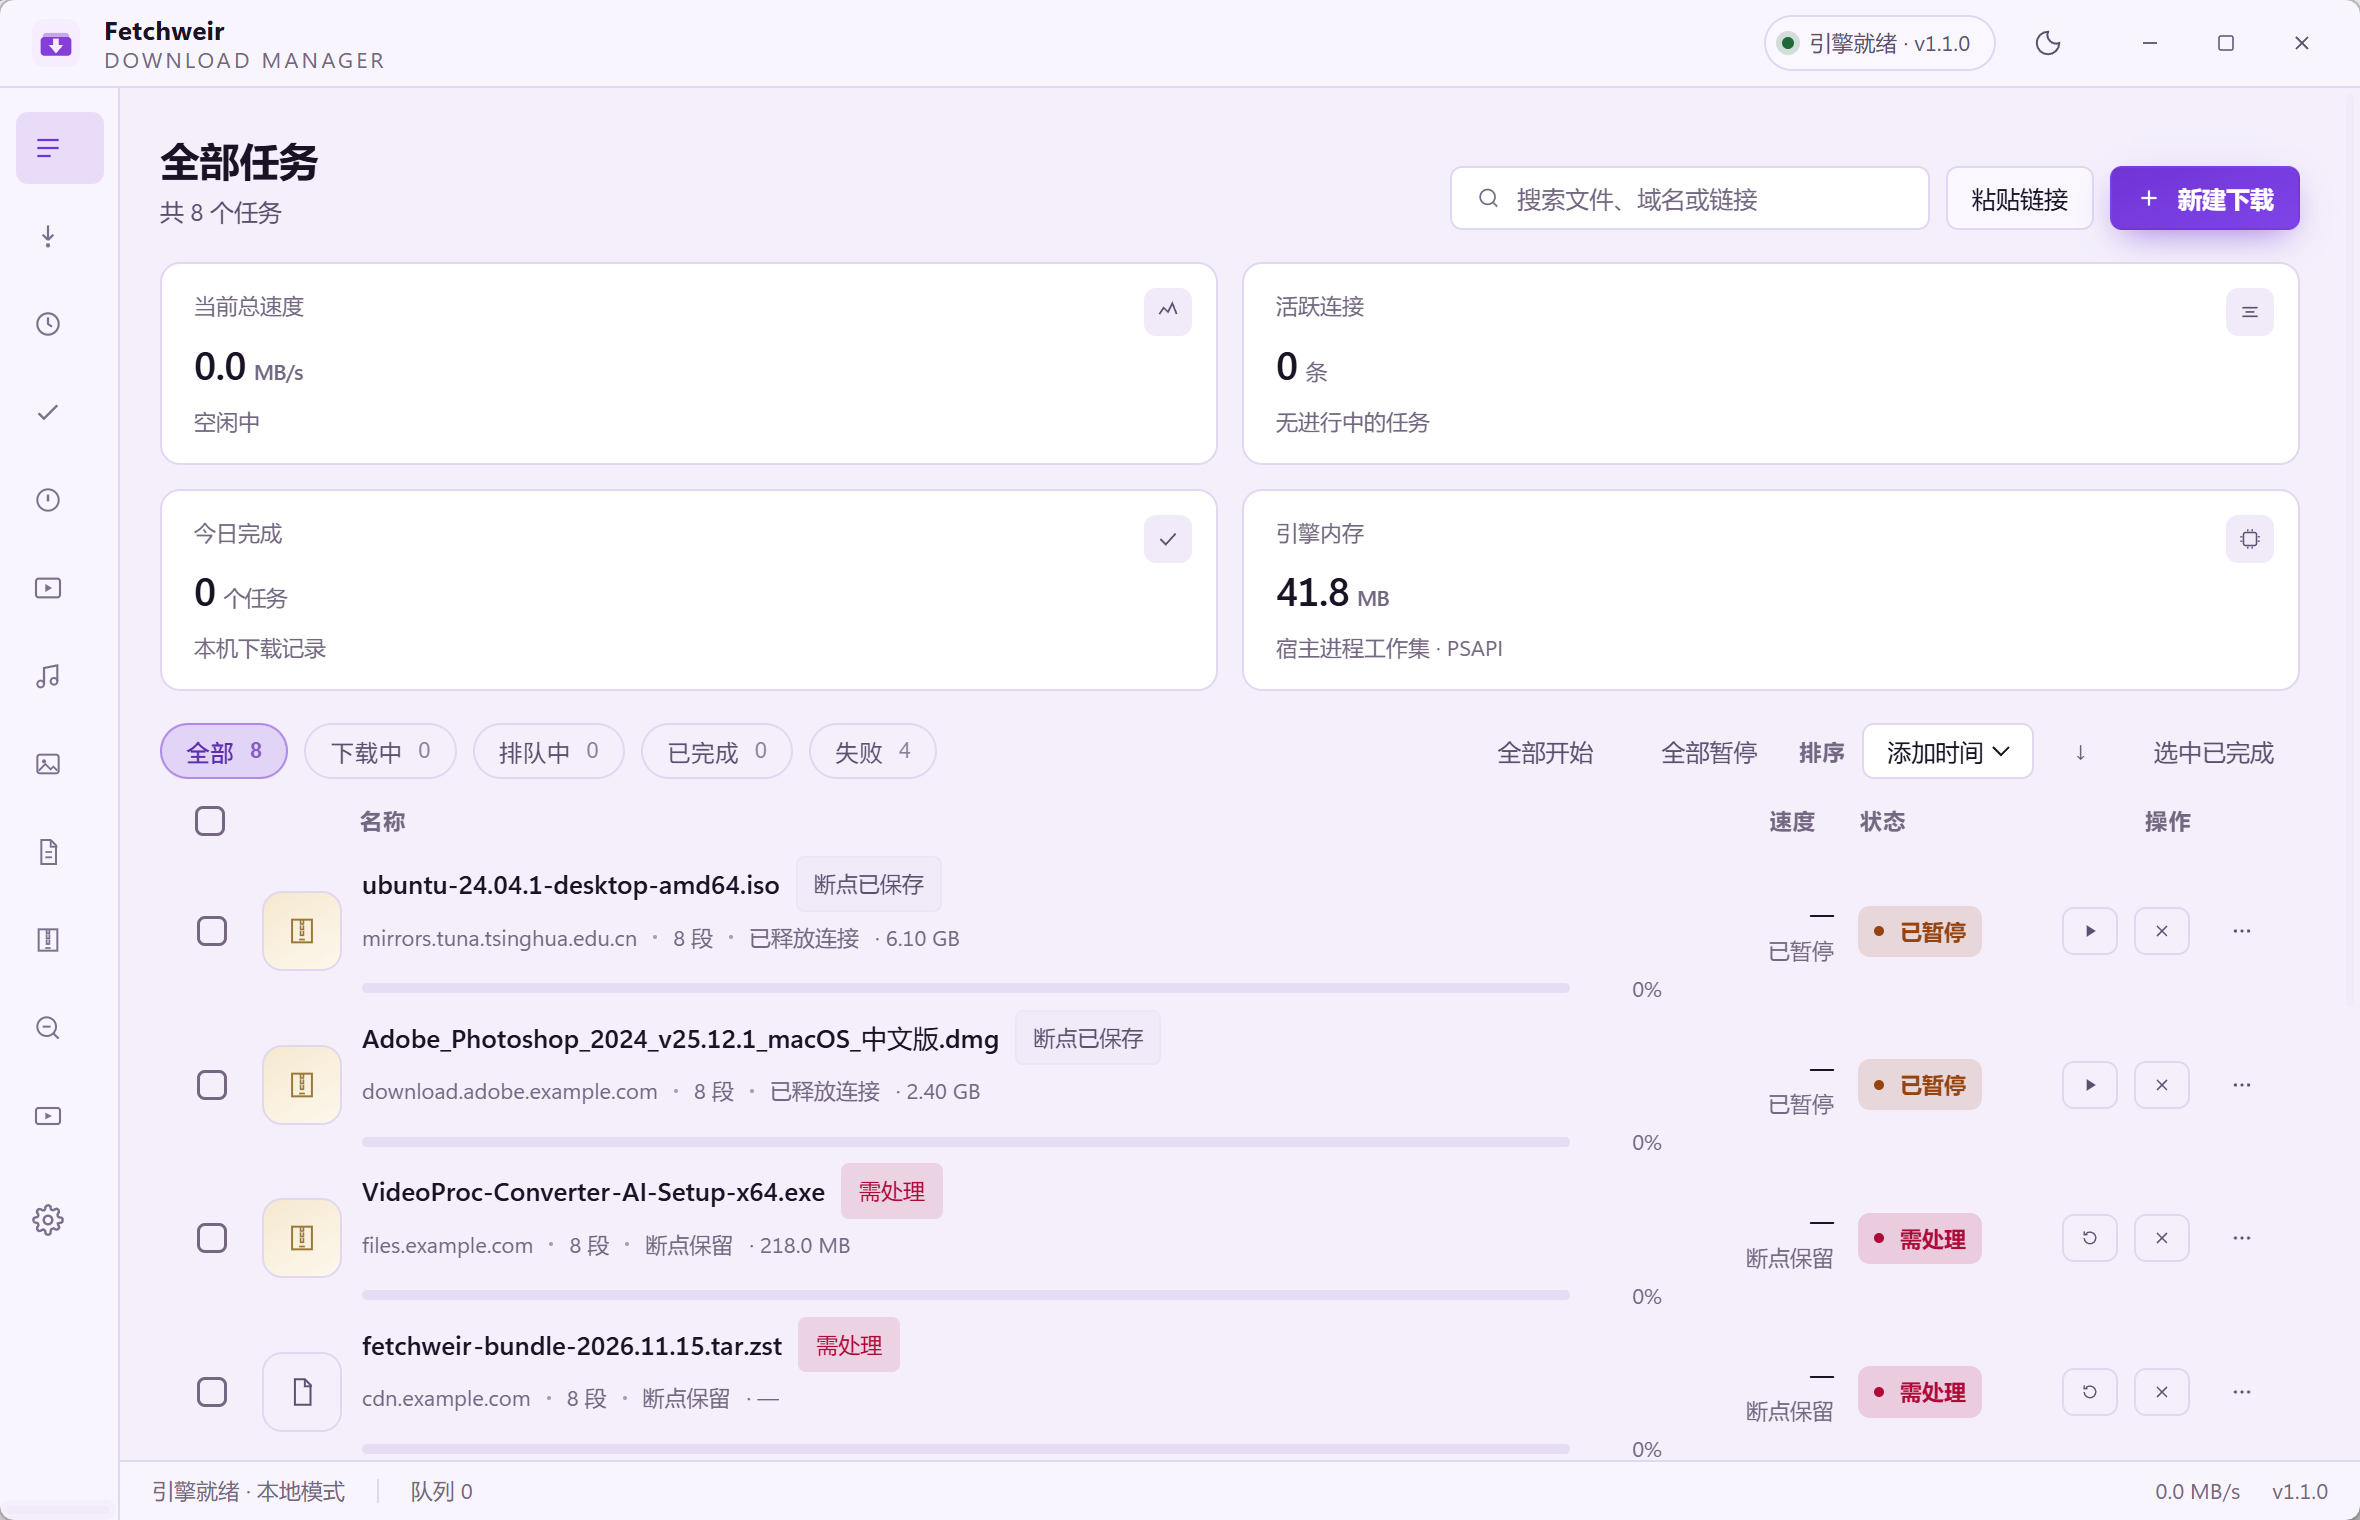 Fetchweir
DOWNLOAD MANAGER
引擎就绪 · v1.1.0
全部任务
共 8 个任务
搜索文件、域名或链接
粘贴链接
+ 新建下载
当前总速度
0.0 MB/s
空闲中
活跃连接
0 条
无进行中的任务
今日完成
0 个任务
本机下载记录
引擎内存
41.8 MB
宿主进程工作集 · PSAPI
全部 8
下载中 0
排队中 0
已完成 0
失败 4
全部开始
全部暂停
排序
添加时间
↓
选中已完成
名称
速度
状态
操作
ubuntu-24.04.1-desktop-amd64.iso
断点已保存
mirrors.tuna.tsinghua.edu.cn · 8 段 · 已释放连接 · 6.10 GB
0%
—
已暂停
已暂停
Adobe_Photoshop_2024_v25.12.1_macOS_中文版.dmg
断点已保存
download.adobe.example.com · 8 段 · 已释放连接 · 2.40 GB
0%
—
已暂停
已暂停
VideoProc-Converter-AI-Setup-x64.exe
需处理
files.example.com · 8 段 · 断点保留 · 218.0 MB
0%
—
断点保留
需处理
fetchweir-bundle-2026.11.15.tar.zst
需处理
cdn.example.com · 8 段 · 断点保留 · —
0%
—
断点保留
需处理
引擎就绪 · 本地模式
队列 0
0.0 MB/s
v1.1.0